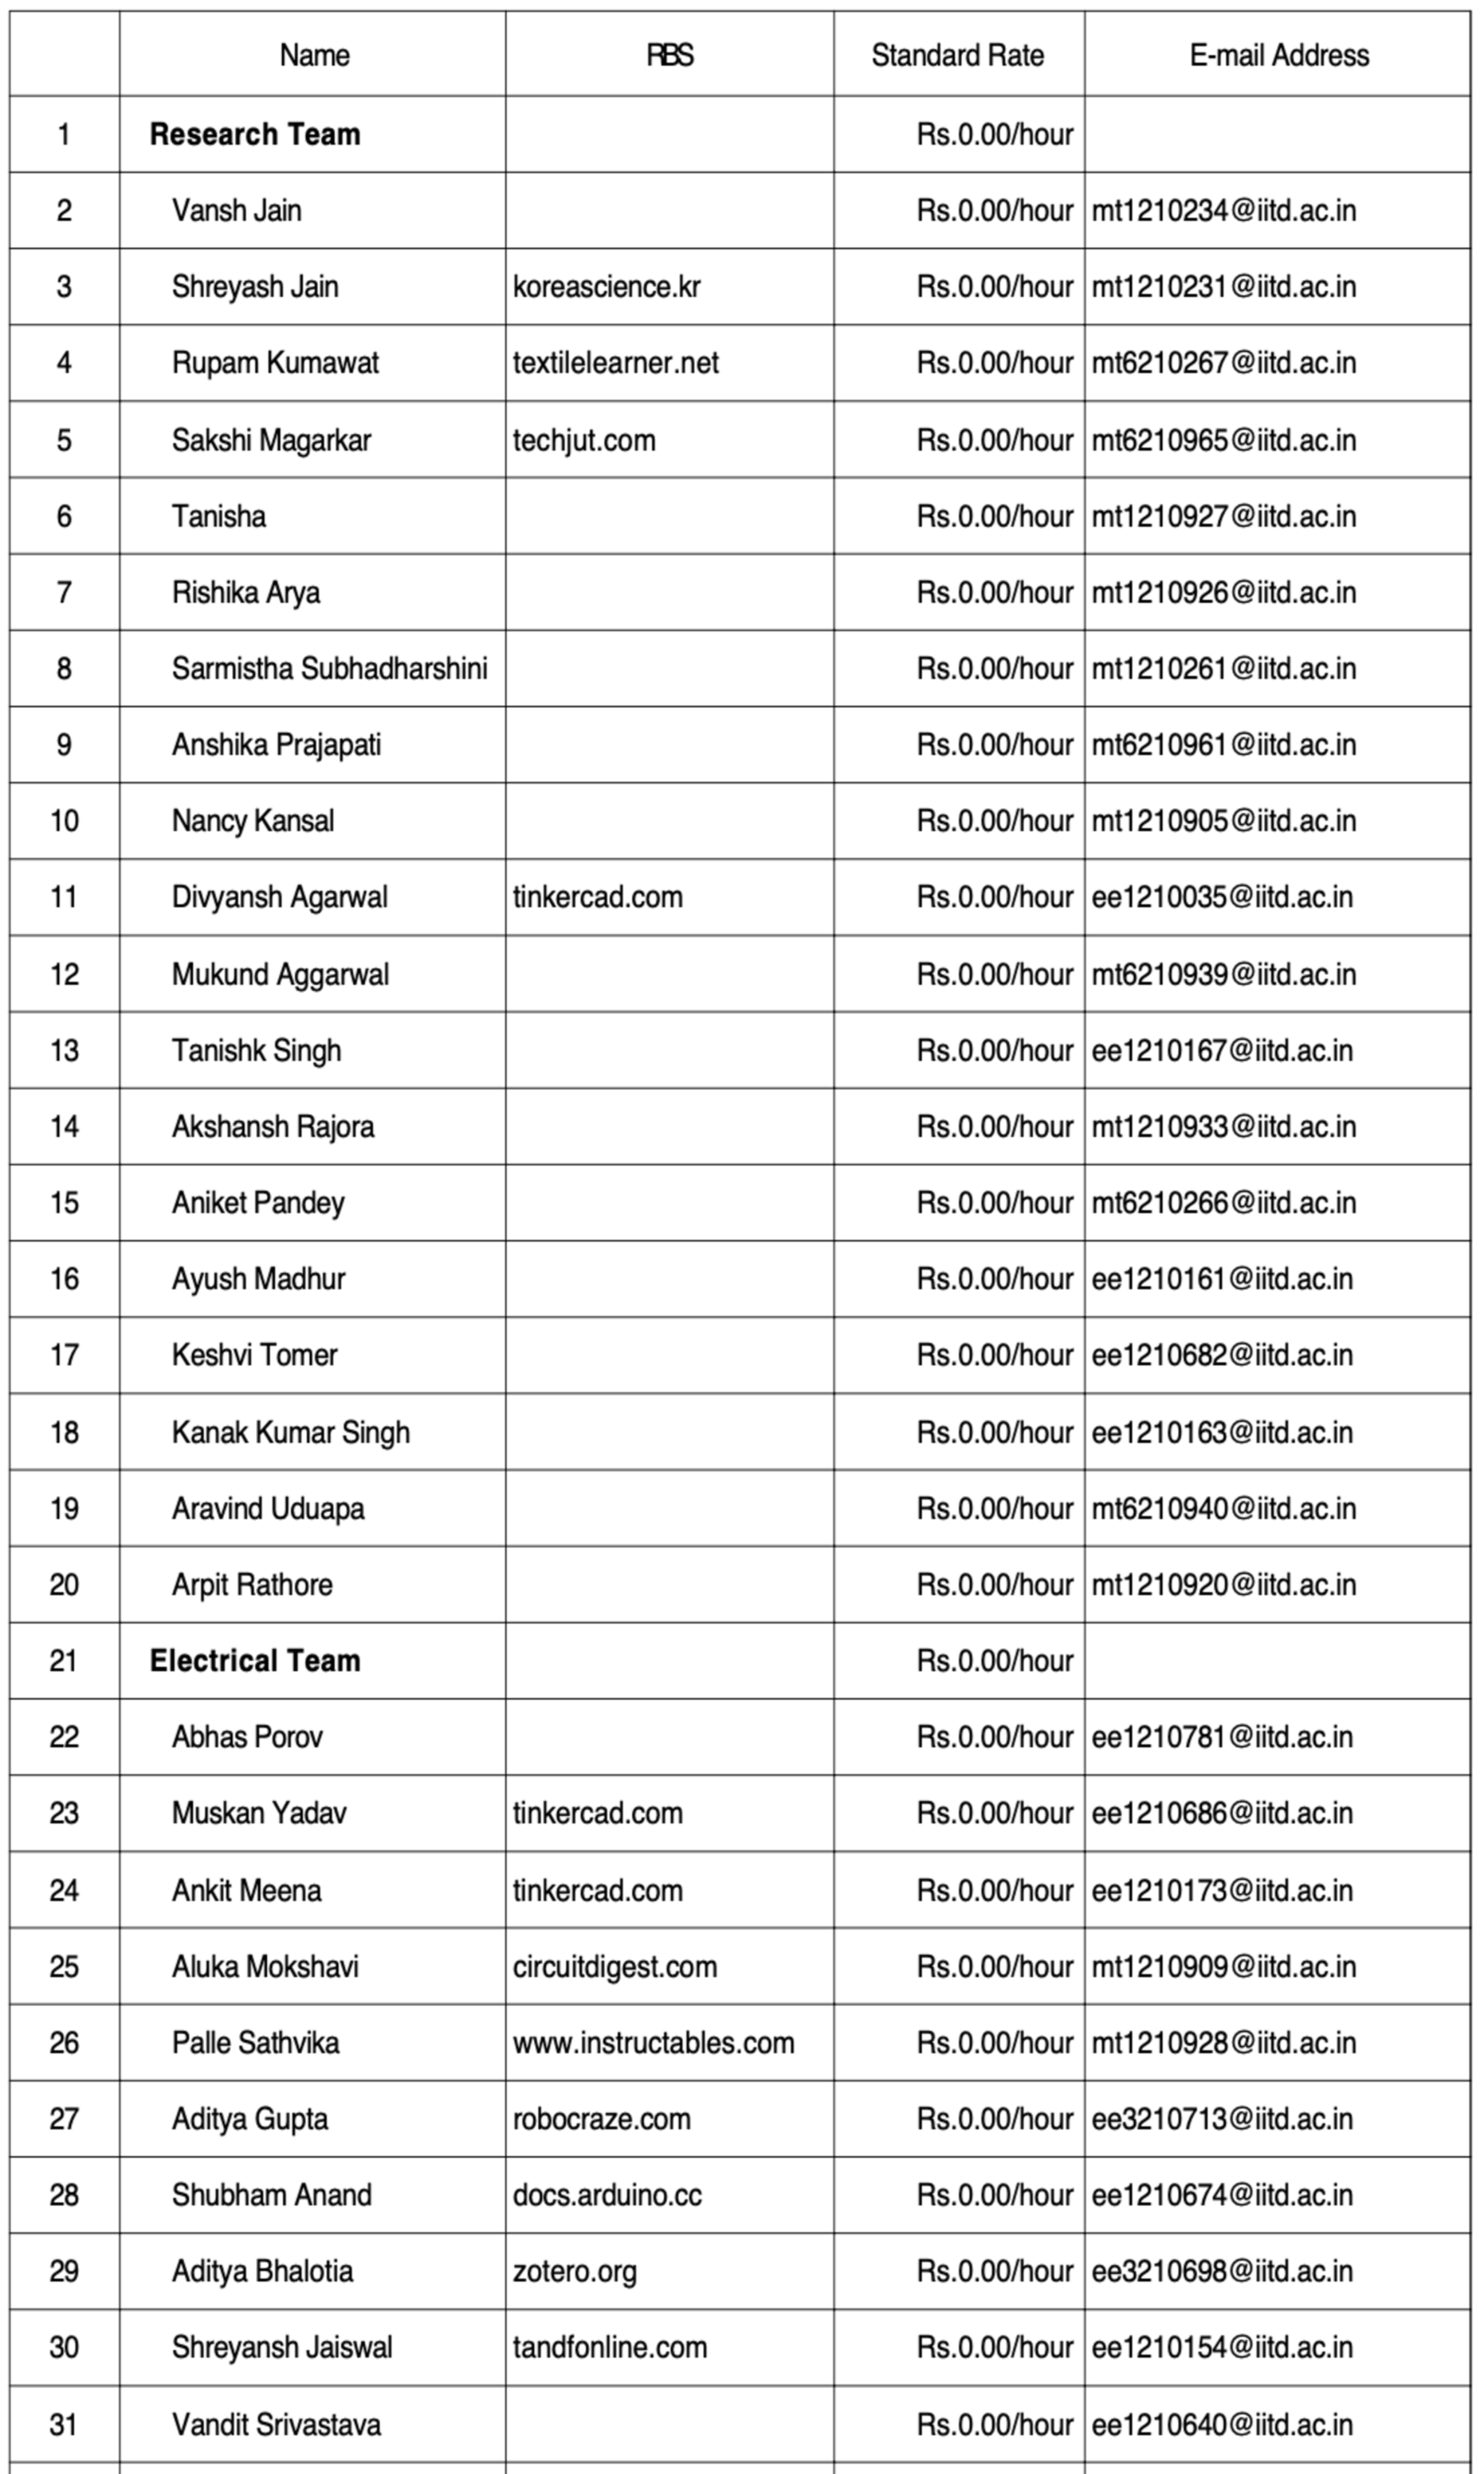 Name RBS Standard Rate E-mail Address
1 Research Team Rs.0.00/hour
2 Vansh Jain Rs.0.00/hour mt1210234@iitd.ac.in
3 Shreyash Jain koreascience.kr Rs.0.00/hour mt1210231@iitd.ac.in
4 Rupam Kumawat textilelearner.net Rs.0.00/hour mt6210267@iitd.ac.in
5 Sakshi Magarkar techjut.com Rs.0.00/hour mt6210965@iitd.ac.in
6 Tanisha Rs.0.00/hour mt1210927@iitd.ac.in
7 Rishika Arya Rs.0.00/hour mt1210926@iitd.ac.in
8 Sarmistha Subhadharshini Rs.0.00/hour mt1210261@iitd.ac.in
9 Anshika Prajapati Rs.0.00/hour mt6210961@iitd.ac.in
10 Nancy Kansal Rs.0.00/hour mt1210905@iitd.ac.in
11 Divyansh Agarwal tinkercad.com Rs.0.00/hour ee1210035@iitd.ac.in
12 Mukund Aggarwal Rs.0.00/hour mt6210939@iitd.ac.in
13 Tanishk Singh Rs.0.00/hour ee1210167@iitd.ac.in
14 Akshansh Rajora Rs.0.00/hour mt1210933@iitd.ac.in
15 Aniket Pandey Rs.0.00/hour mt6210266@iitd.ac.in
16 Ayush Madhur Rs.0.00/hour ee1210161@iitd.ac.in
17 Keshvi Tomer Rs.0.00/hour ee1210682@iitd.ac.in
18 Kanak Kumar Singh Rs.0.00/hour ee1210163@iitd.ac.in
19 Aravind Uduapa Rs.0.00/hour mt6210940@iitd.ac.in
20 Arpit Rathore Rs.0.00/hour mt1210920@iitd.ac.in
21 Electrical Team Rs.0.00/hour
22 Abhas Porov Rs.0.00/hour ee1210781@iitd.ac.in
23 Muskan Yadav tinkercad.com Rs.0.00/hour ee1210686@iitd.ac.in
24 Ankit Meena tinkercad.com Rs.0.00/hour ee1210173@iitd.ac.in
25 Aluka Mokshavi circuitdigest.com Rs.0.00/hour mt1210909@iitd.ac.in
26 Palle Sathvika www.instructables.com Rs.0.00/hour mt1210928@iitd.ac.in
27 Aditya Gupta robocraze.com Rs.0.00/hour ee3210713@iitd.ac.in
28 Shubham Anand docs.arduino.cc Rs.0.00/hour ee1210674@iitd.ac.in
29 Aditya Bhalotia zotero.org Rs.0.00/hour ee3210698@iitd.ac.in
30 Shreyansh Jaiswal tandfonline.com Rs.0.00/hour ee1210154@iitd.ac.in
31 Vandit Srivastava Rs.0.00/hour ee1210640@iitd.ac.in